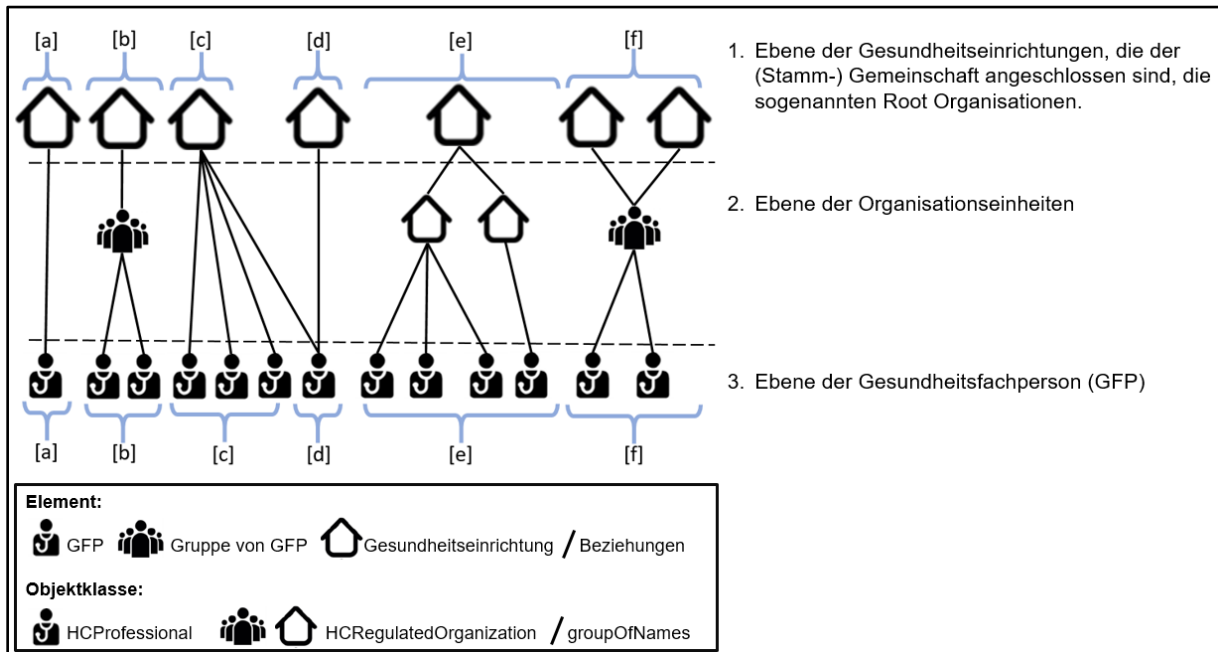 [a] [b] [c] [d] [e] [f]
1. Ebene der Gesundheitseinrichtungen, die der
(Stamm-) Gemeinschaft angeschlossen sind, die
sogenannten Root Organisationen.
2. Ebene der Organisationseinheiten
3. Ebene der Gesundheitsfachperson (GFP)
[a] [b] [c] [d] [e] [f]
Element:
GFP Gruppe von GFP Gesundheitseinrichtung / Beziehungen
Objektklasse:
HCProfessional HCRegulatedOrganization / groupOfNames